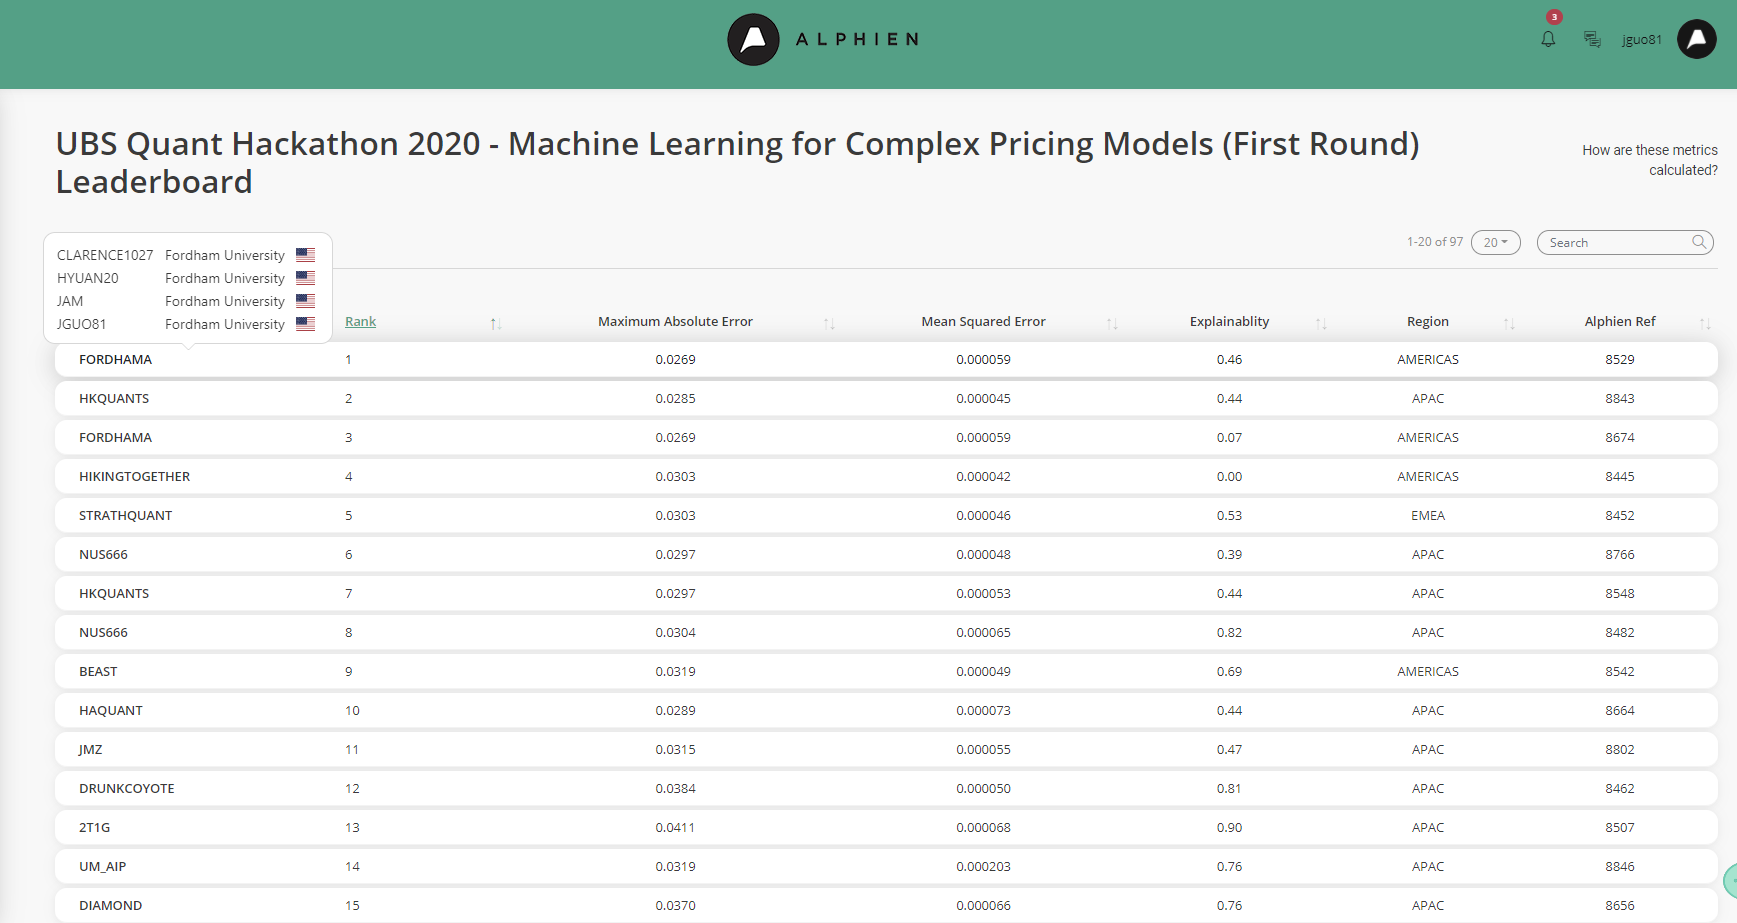 ALPHIEN
3
jguo81
UBS Quant Hackathon 2020 - Machine Learning for Complex Pricing Models (First Round)
Leaderboard
How are these metrics
calculated?
1-20 of 97 20 Search
CLARENCE1027 Fordham University
HYUAN20 Fordham University
JAM Fordham University
JGUO81 Fordham University
Rank Maximum Absolute Error Mean Squared Error Explainablity Region Alphien Ref
FORDHAMA 1 0.0269 0.000059 0.46 AMERICAS 8529
HKQUANTS 2 0.0285 0.000045 0.44 APAC 8843
FORDHAMA 3 0.0269 0.000059 0.07 AMERICAS 8674
HIKINGTOGETHER 4 0.0303 0.000042 0.00 AMERICAS 8445
STRATHQUANT 5 0.0303 0.000046 0.53 EMEA 8452
NUS666 6 0.0297 0.000048 0.39 APAC 8766
HKQUANTS 7 0.0297 0.000053 0.44 APAC 8548
NUS666 8 0.0304 0.000065 0.82 APAC 8482
BEAST 9 0.0319 0.000049 0.69 AMERICAS 8542
HAQUANT 10 0.0289 0.000073 0.44 APAC 8664
JMZ 11 0.0315 0.000055 0.47 APAC 8802
DRUNKCOYOTE 12 0.0384 0.000050 0.81 APAC 8462
2T1G 13 0.0411 0.000068 0.90 APAC 8507
UM_AIP 14 0.0319 0.000203 0.76 APAC 8846
DIAMOND 15 0.0370 0.000066 0.76 APAC 8656